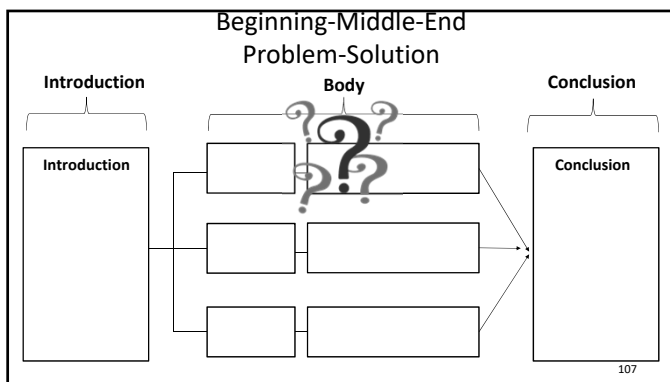 Beginning-Middle-End
Problem-Solution
Introduction
Body
Conclusion
Introduction
Conclusion
? ? ? ? ?
107